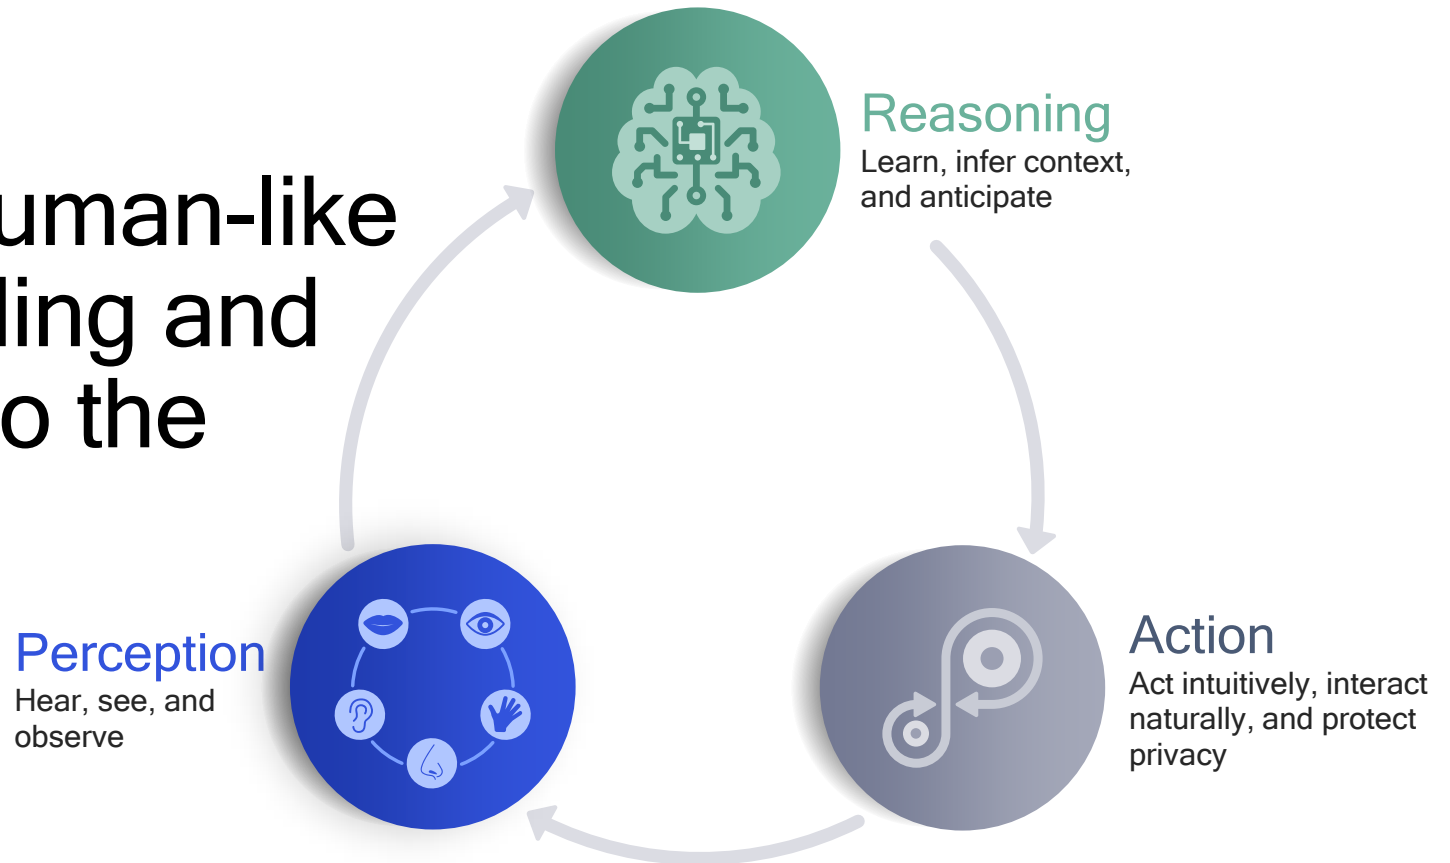 uman-like
ling and
o the
Reasoning
Learn, infer context,
and anticipate
Perception
Hear, see, and
observe
Action
Act intuitively, interact
naturally, and protect
privacy